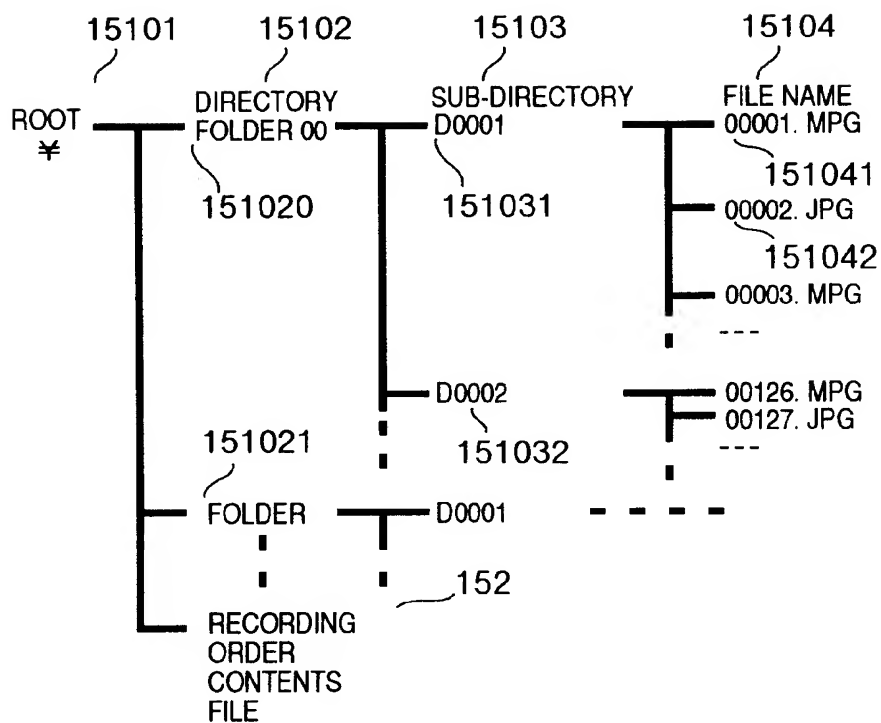 15101
15102
15103
15104
ROOT
¥
DIRECTORY
FOLDER 00
SUB-DIRECTORY
D0001
FILE NAME
00001. MPG
151020
151031
151041
00002. JPG
151042
00003. MPG
D0002
00126. MPG
00127. JPG
151021
151032
FOLDER
D0001
152
RECORDING
ORDER
CONTENTS
FILE